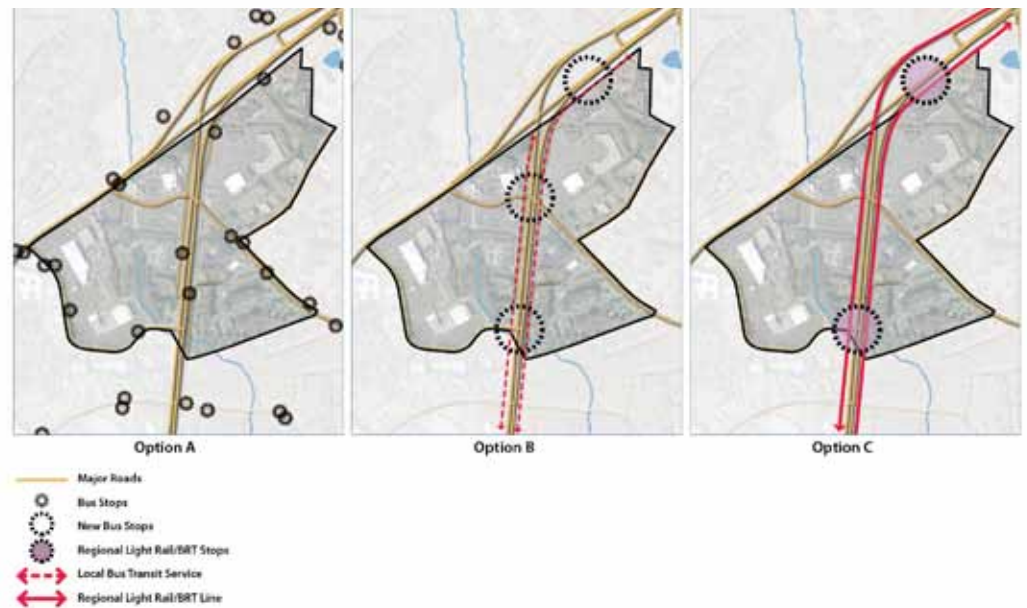 Option A
Option B
Option C
Major Roads
Bus Stops
New Bus Stops
Regional Light Rail/BRT Stops
Local Bus Transit Service
Regional Light Rail/BRT Line